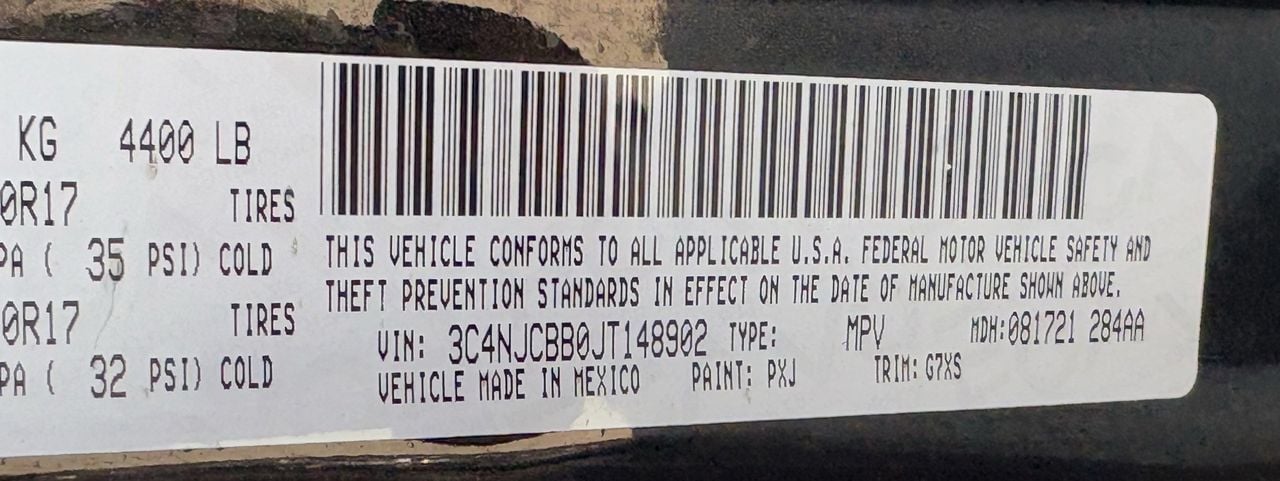 KG 4400 LB
0R17 TIRES
PA ( 35 PSI) COLD
0R17 TIRES
PA ( 32 PSI) COLD
THIS VEHICLE CONFORMS TO ALL APPLICABLE U.S.A. FEDERAL MOTOR VEHICLE SAFETY AND
THEFT PREVENTION STANDARDS IN EFFECT ON THE DATE OF MANUFACTURE SHOWN ABOVE.
VIN: 3C4NJCBB0JT148902 TYPE: MPV MDH:081721 284AA
VEHICLE MADE IN MEXICO PAINT: PXJ TRIM: G7XS